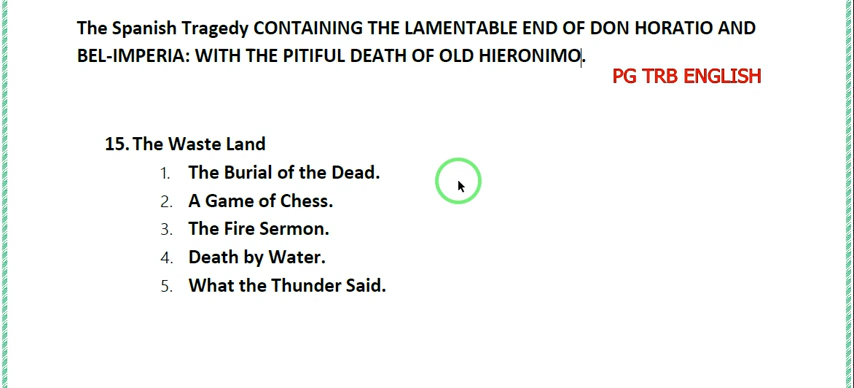 The Spanish Tragedy CONTAINING THE LAMENTABLE END OF DON HORATIO AND
BEL-IMPERIA: WITH THE PITIFUL DEATH OF OLD HIERONIMO.
PG TRB ENGLISH
15. The Waste Land
1. The Burial of the Dead.
2. A Game of Chess.
3. The Fire Sermon.
4. Death by Water.
5. What the Thunder Said.